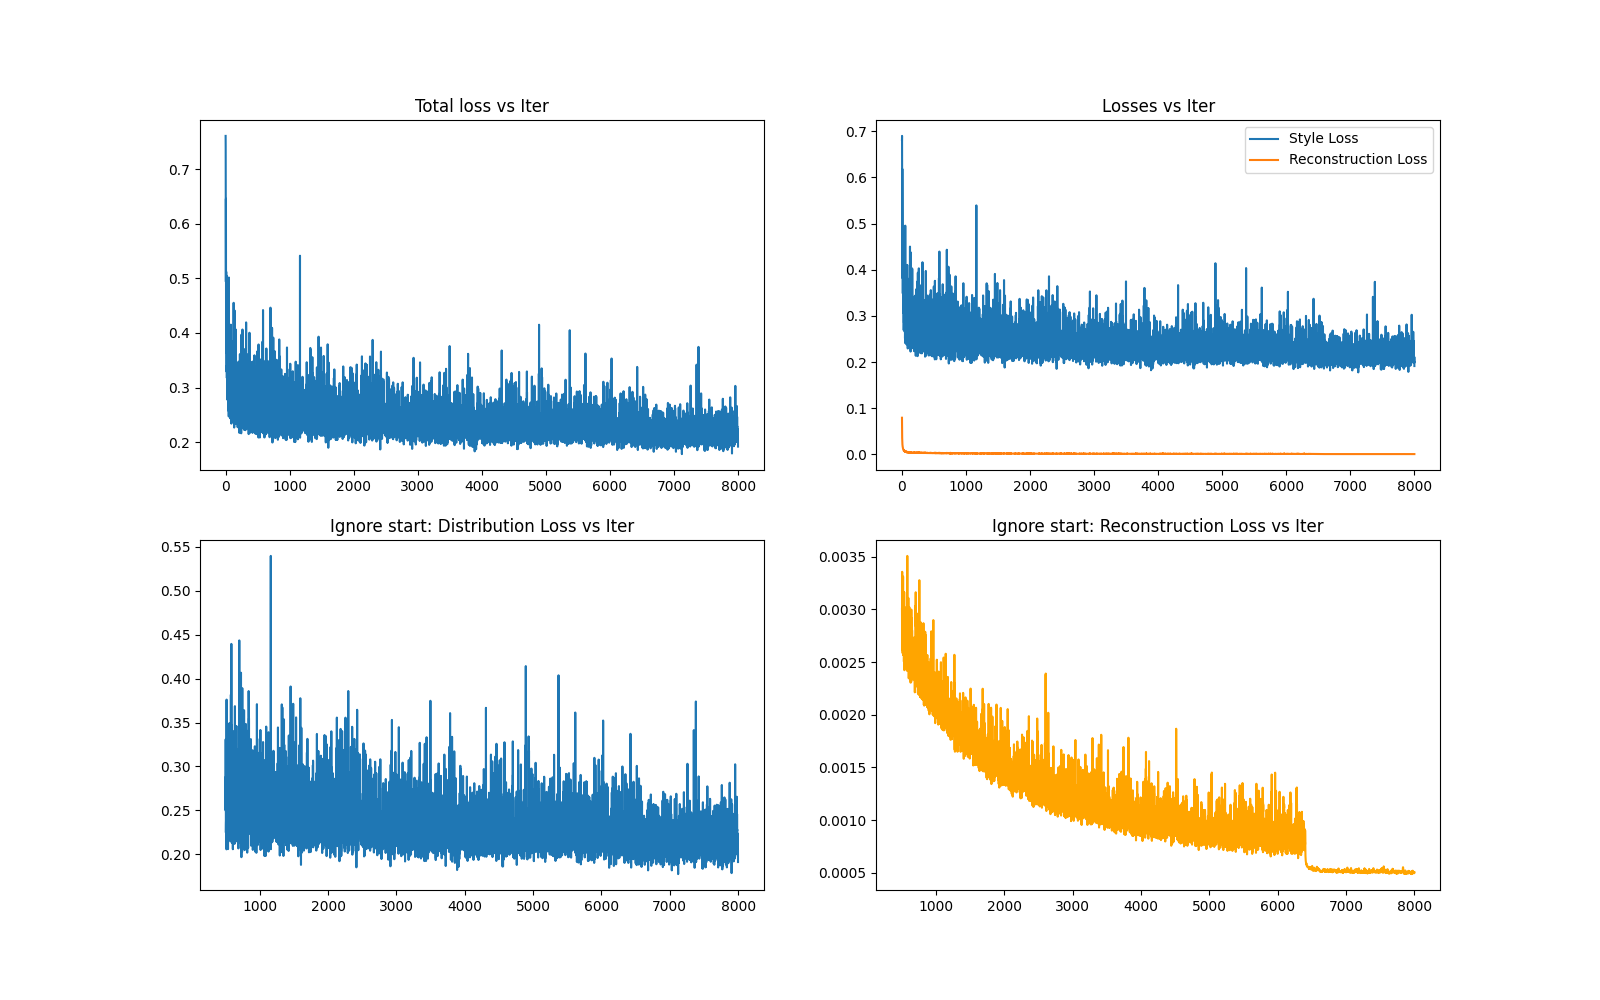 Total loss vs Iter
0.7
0.6
0.5
0.4
0.3
0.2
0 1000 2000 3000 4000 5000 6000 7000 8000
Losses vs Iter
Style Loss
Reconstruction Loss
0.7
0.6
0.5
0.4
0.3
0.2
0.1
0.0
0 1000 2000 3000 4000 5000 6000 7000 8000
Ignore start: Distribution Loss vs Iter
0.55
0.50
0.45
0.40
0.35
0.30
0.25
0.20
1000 2000 3000 4000 5000 6000 7000 8000
Ignore start: Reconstruction Loss vs Iter
0.0035
0.0030
0.0025
0.0020
0.0015
0.0010
0.0005
1000 2000 3000 4000 5000 6000 7000 8000